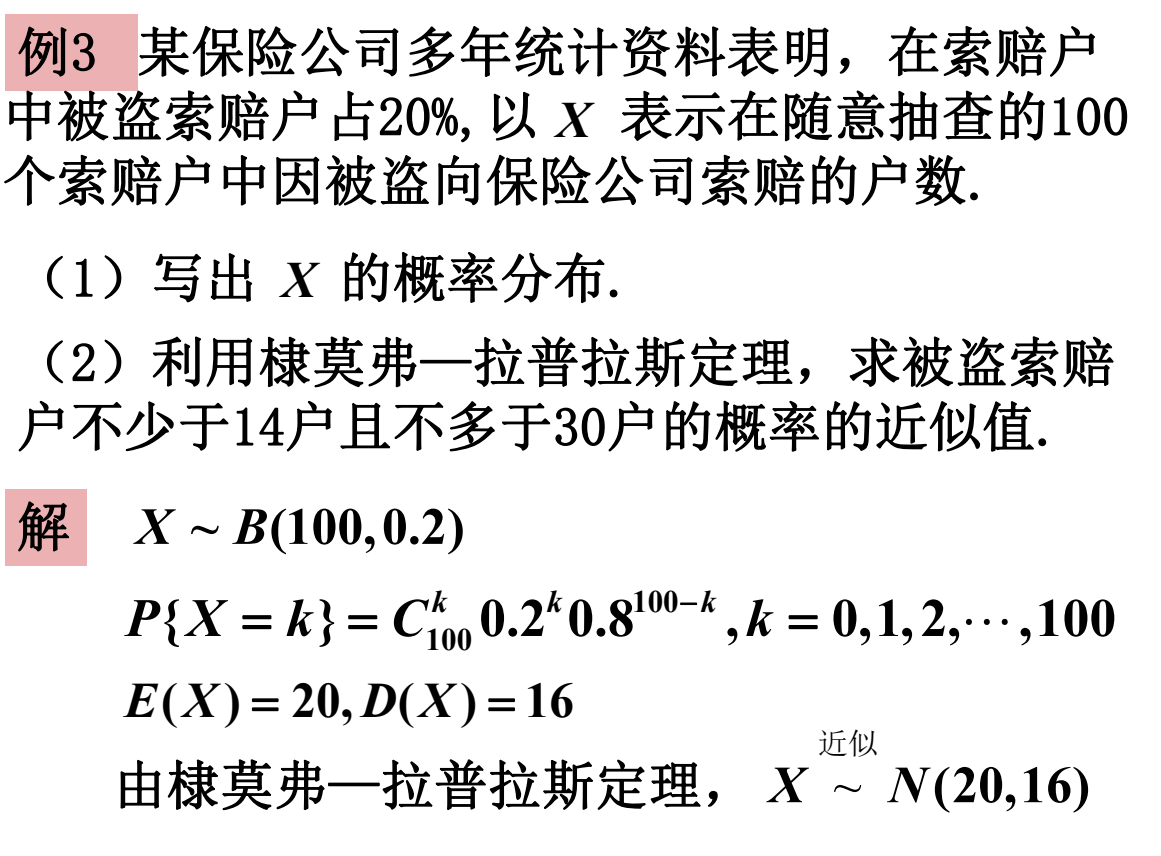 例3 某保险公司多年统计资料表明，在索赔户
中被盗索赔户占20%,以 X 表示在随意抽查的100
个索赔户中因被盗向保险公司索赔的户数.
（1）写出 X 的概率分布.
（2）利用棣莫弗—拉普拉斯定理，求被盗索赔
户不少于14户且不多于30户的概率的近似值.
解 X ~ B(100,0.2)
P{X = k} = C_{100}^{k} 0.2^{k} 0.8^{100−k} , k = 0,1,2,⋯,100
E(X) = 20, D(X) = 16
近似
由棣莫弗—拉普拉斯定理， X ~ N(20,16)